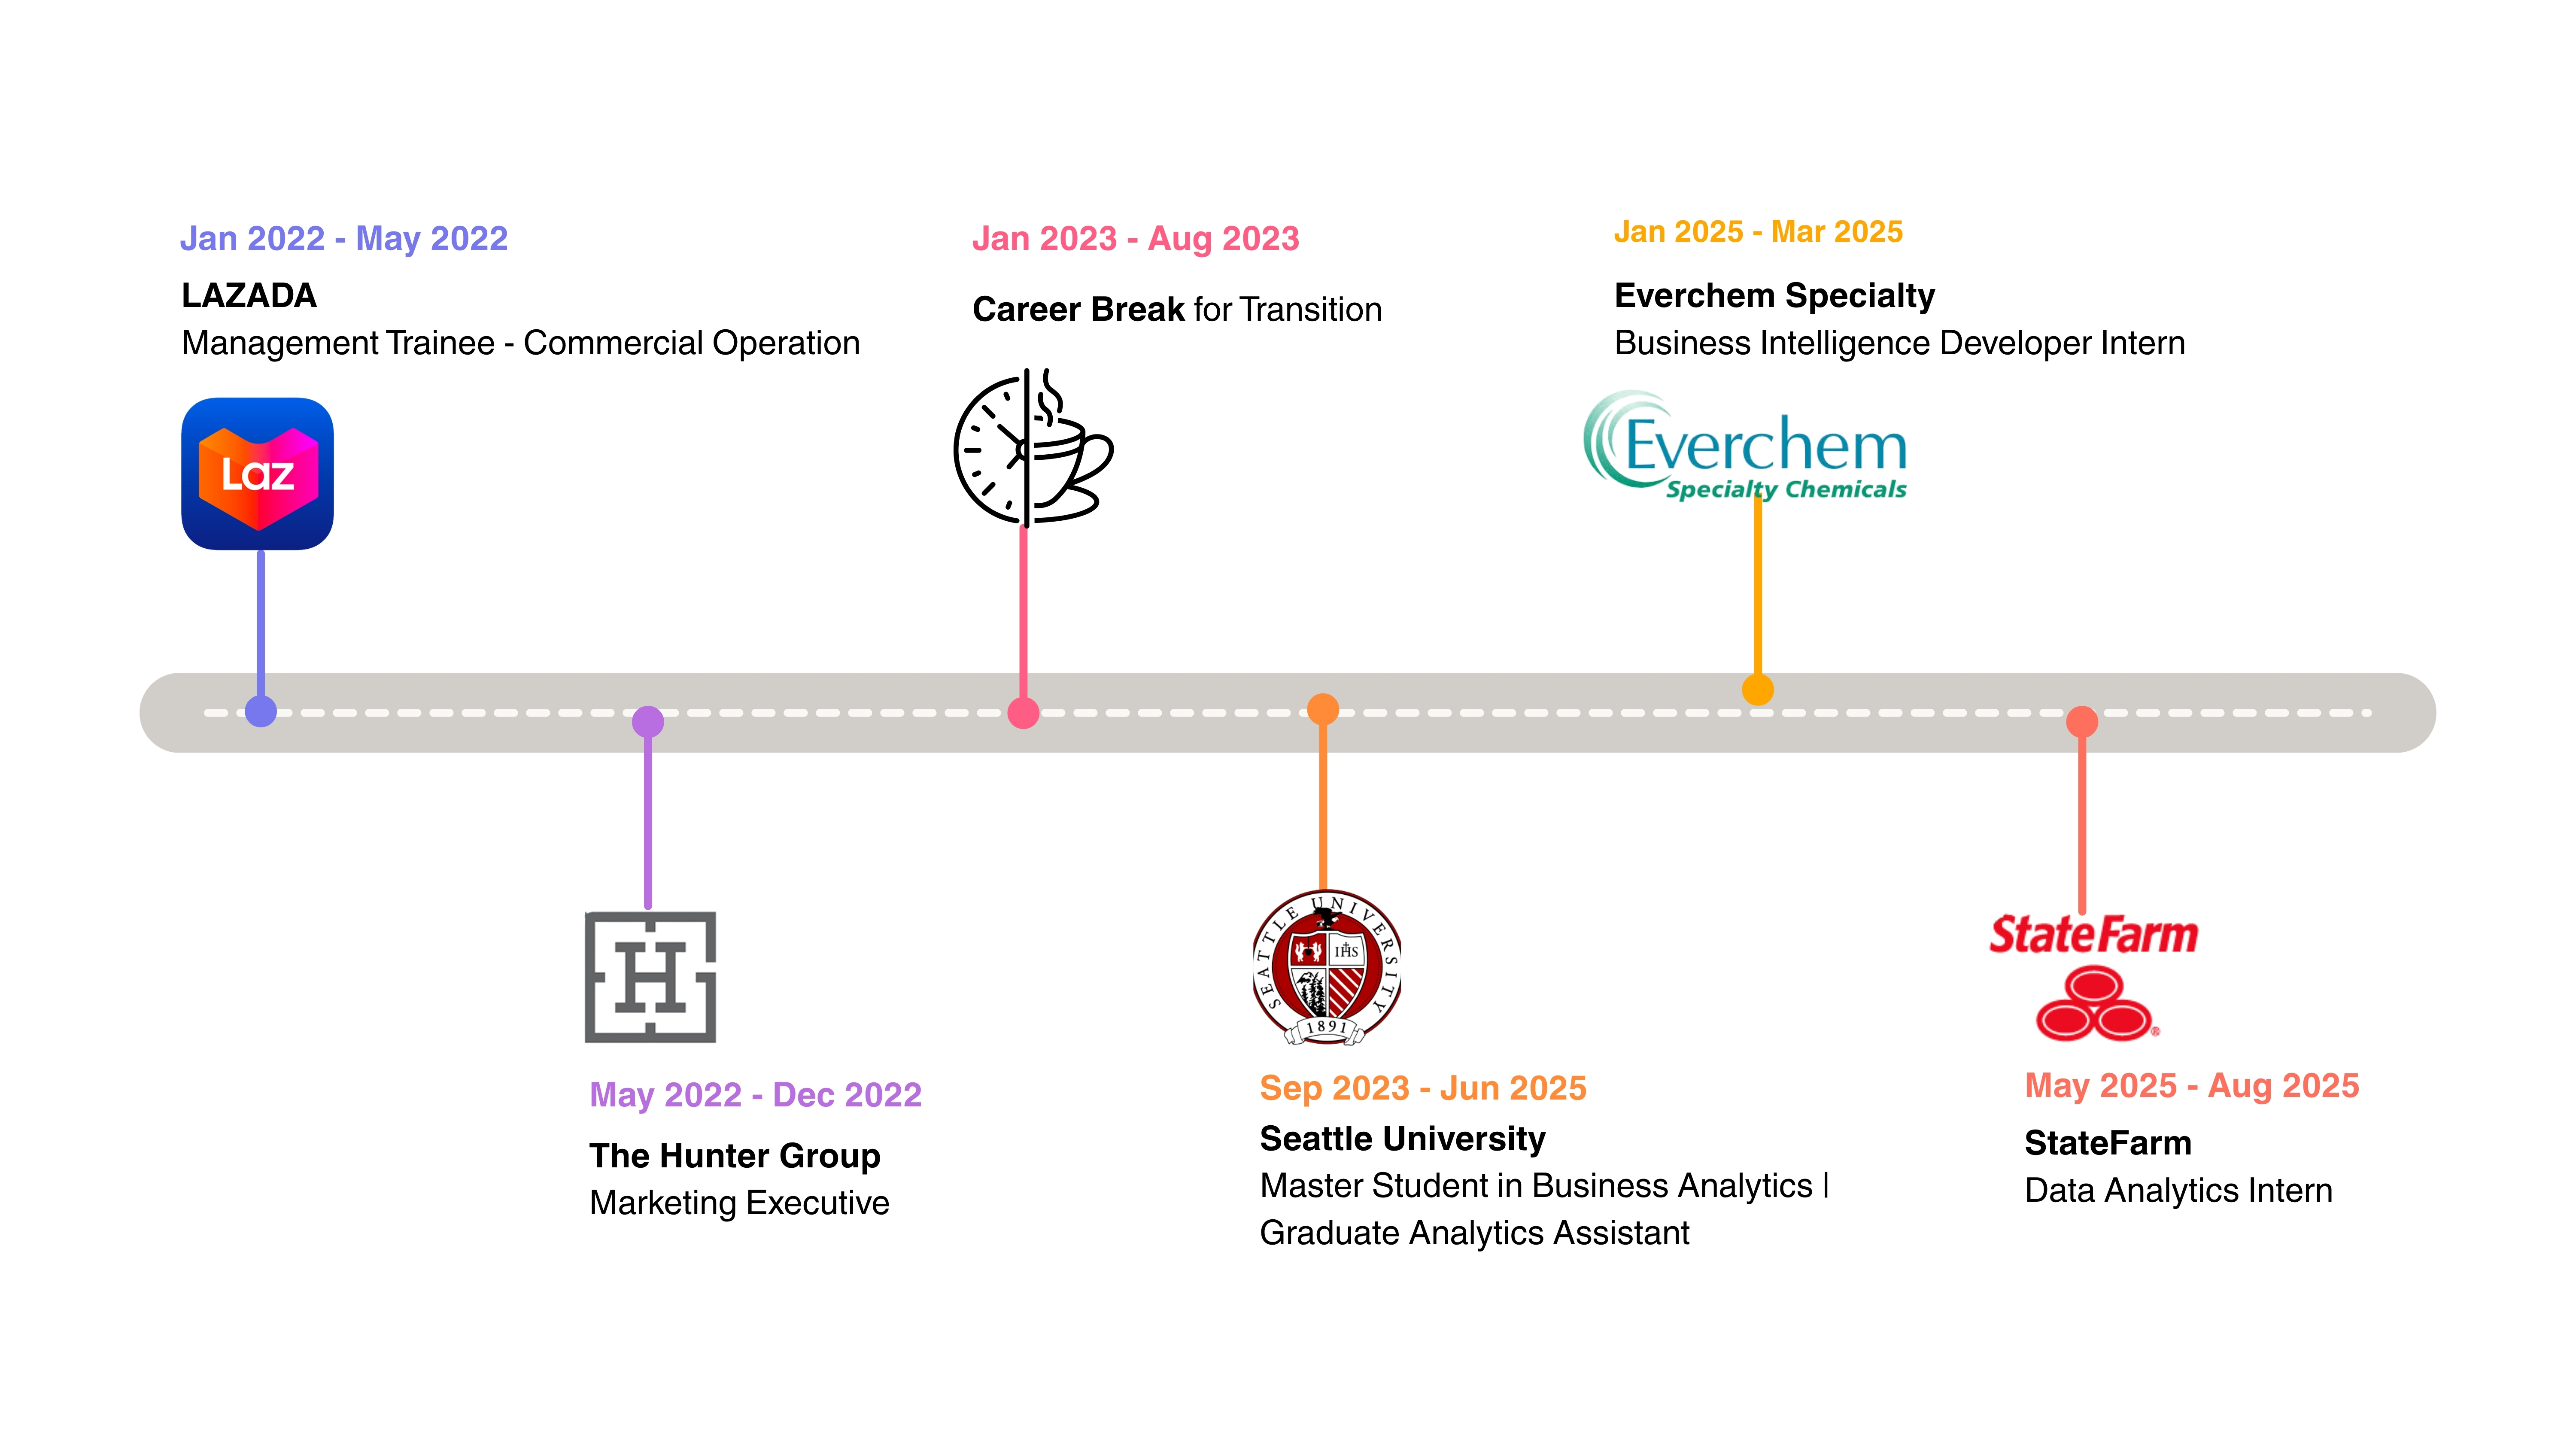 Jan 2022 - May 2022
LAZADA
Management Trainee - Commercial Operation
Laz
Jan 2023 - Aug 2023
Career Break for Transition
Jan 2025 - Mar 2025
Everchem Specialty
Business Intelligence Developer Intern
Everchem
Specialty Chemicals
H
May 2022 - Dec 2022
The Hunter Group
Marketing Executive
SEATTLE UNIVERSITY
IHS
1891
Sep 2023 - Jun 2025
Seattle University
Master Student in Business Analytics |
Graduate Analytics Assistant
StateFarm
®
May 2025 - Aug 2025
StateFarm
Data Analytics Intern